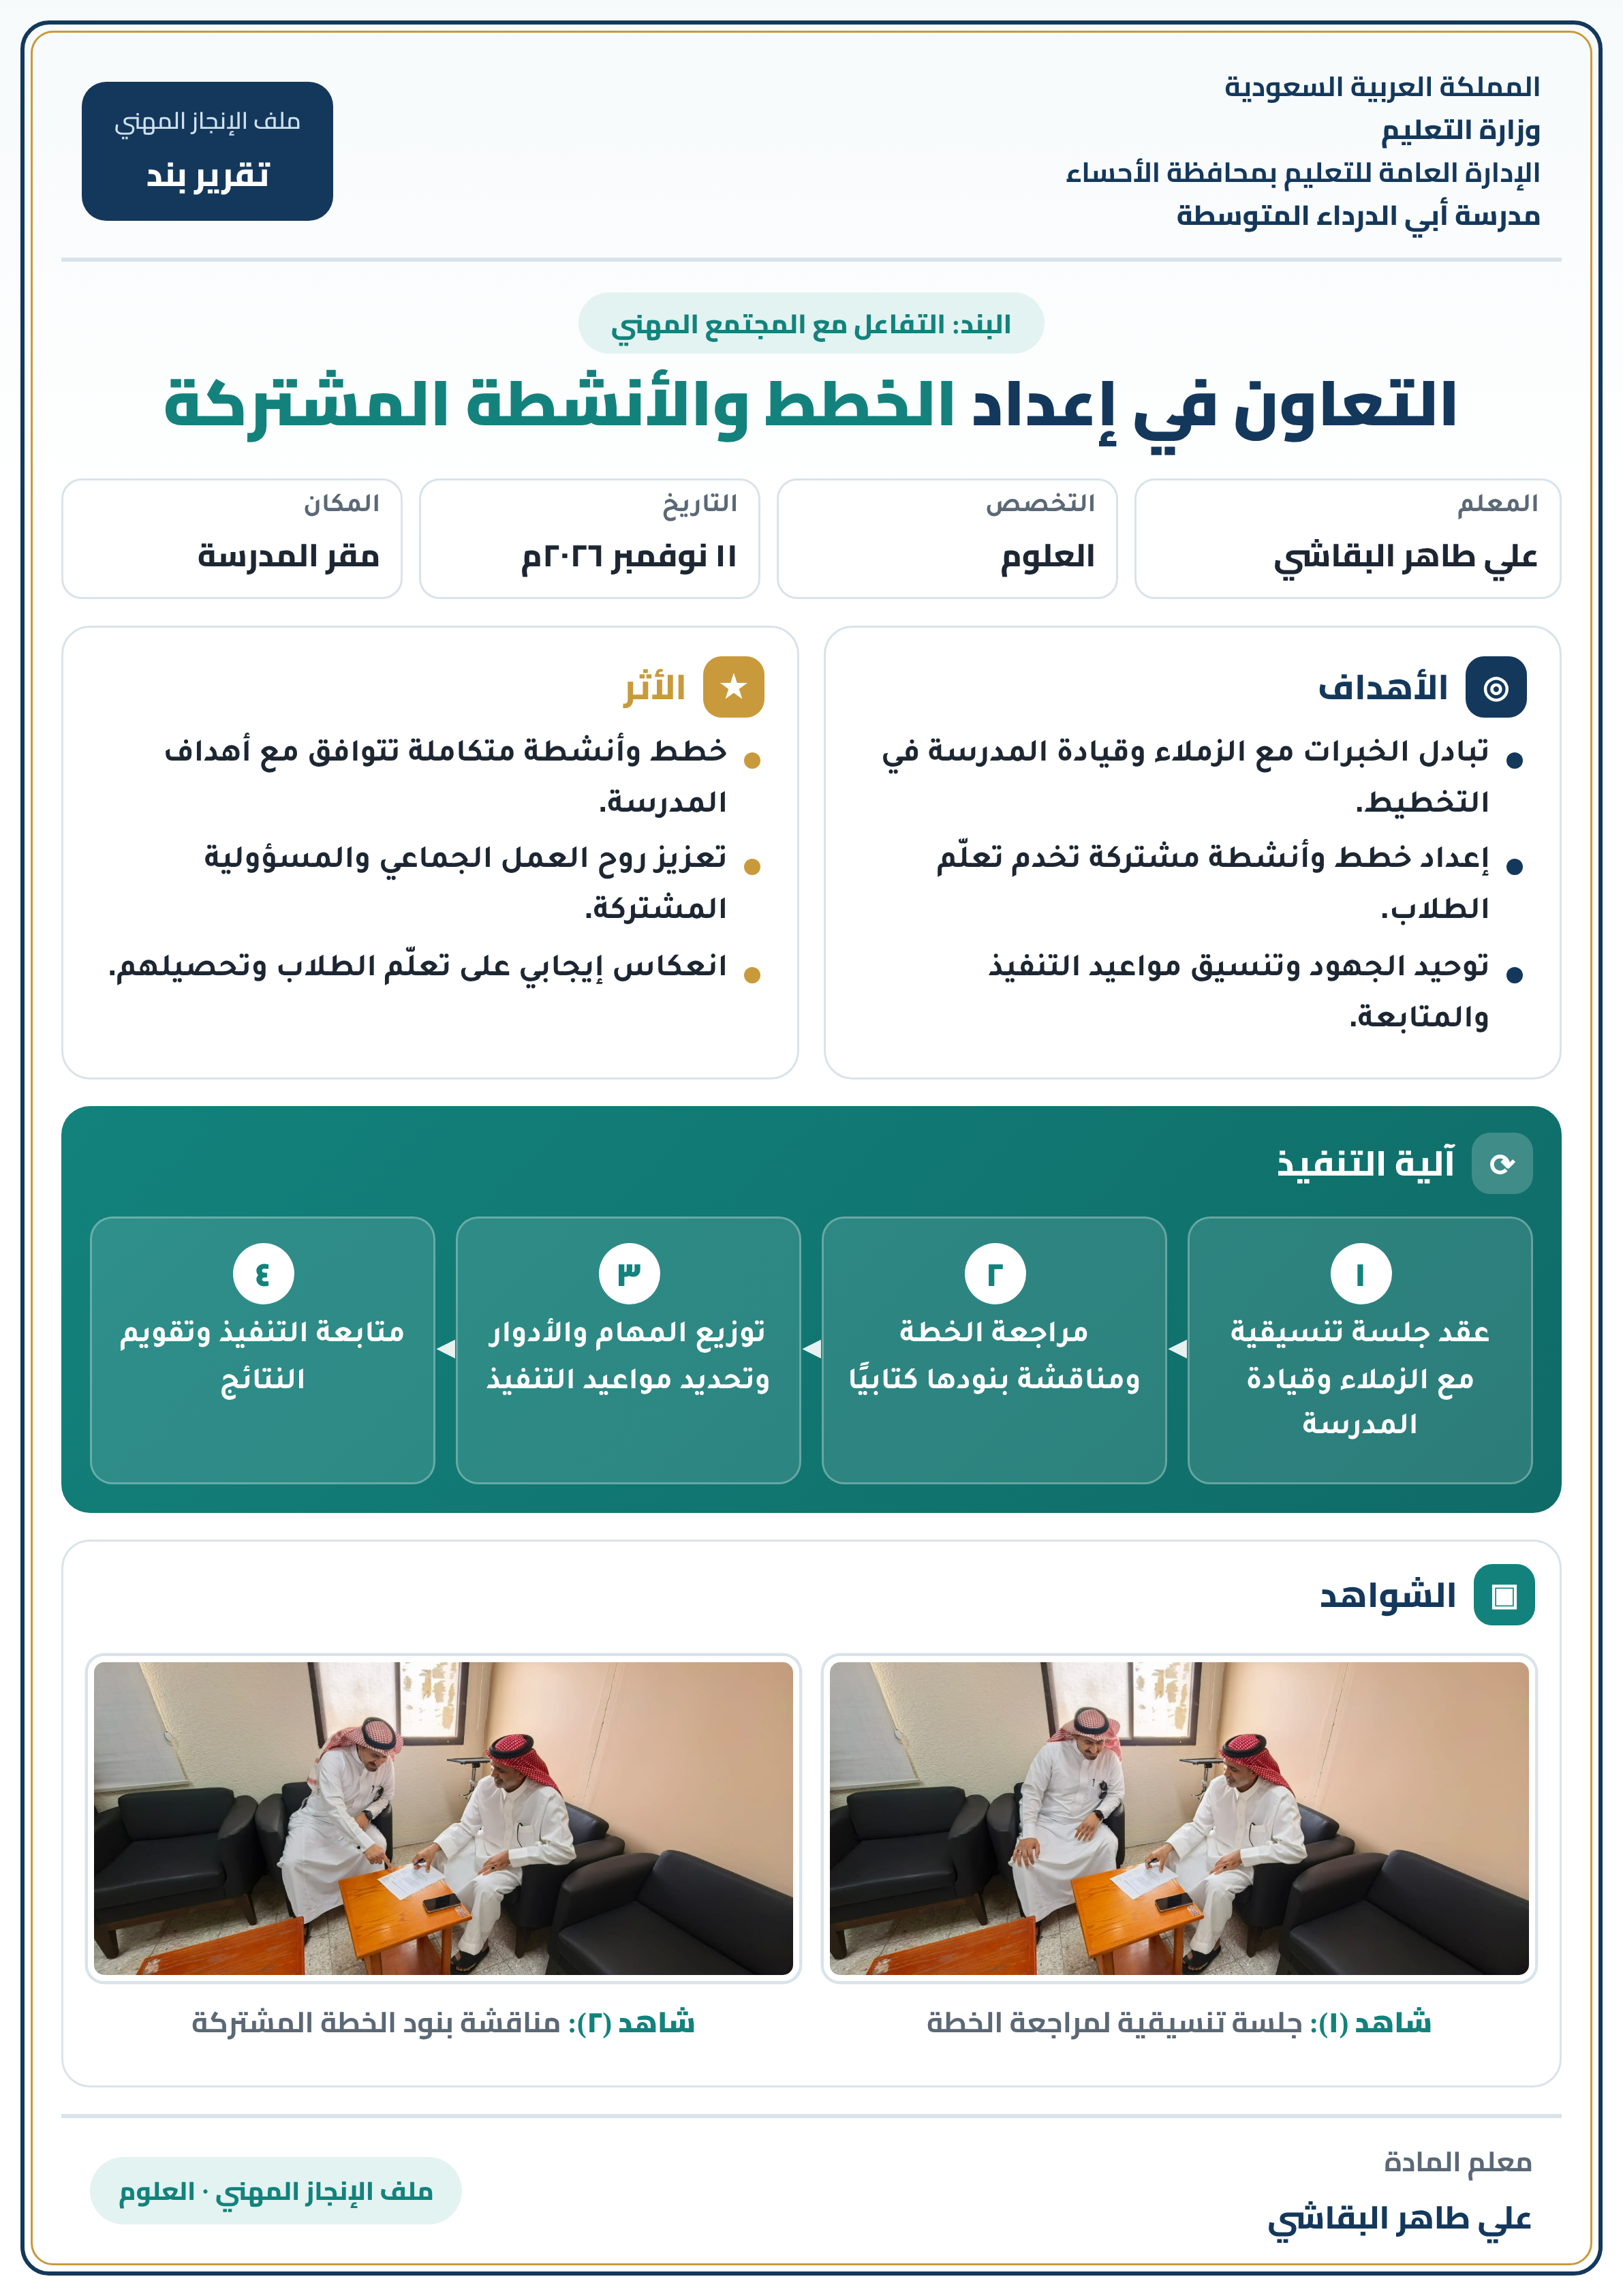 المملكة العربية السعودية
وزارة التعليم
الإدارة العامة للتعليم بمحافظة الأحساء
مدرسة أبي الدرداء المتوسطة
ملف الإنجاز المهني
تقرير بند
البند: التفاعل مع المجتمع المهني
التعاون في إعداد الخطط والأنشطة المشتركة
المعلم
علي طاهر البقاشي
التخصص
العلوم
التاريخ
١١ نوفمبر ٢٠٢٦م
المكان
مقر المدرسة
الأهداف
تبادل الخبرات مع الزملاء وقيادة المدرسة في
التخطيط.
إعداد خطط وأنشطة مشتركة تخدم تعلّم
الطلاب.
توحيد الجهود وتنسيق مواعيد التنفيذ
والمتابعة.
الأثر
خطط وأنشطة متكاملة تتوافق مع أهداف
المدرسة.
تعزيز روح العمل الجماعي والمسؤولية
المشتركة.
انعكاس إيجابي على تعلّم الطلاب وتحصيلهم.
آلية التنفيذ
١
عقد جلسة تنسيقية
مع الزملاء وقيادة
المدرسة
٢
مراجعة الخطة
ومناقشة بنودها كتابيًا
٣
توزيع المهام والأدوار
وتحديد مواعيد التنفيذ
٤
متابعة التنفيذ وتقويم
النتائج
الشواهد
شاهد (١): جلسة تنسيقية لمراجعة الخطة
شاهد (٢): مناقشة بنود الخطة المشتركة
معلم المادة
علي طاهر البقاشي
ملف الإنجاز المهني · العلوم